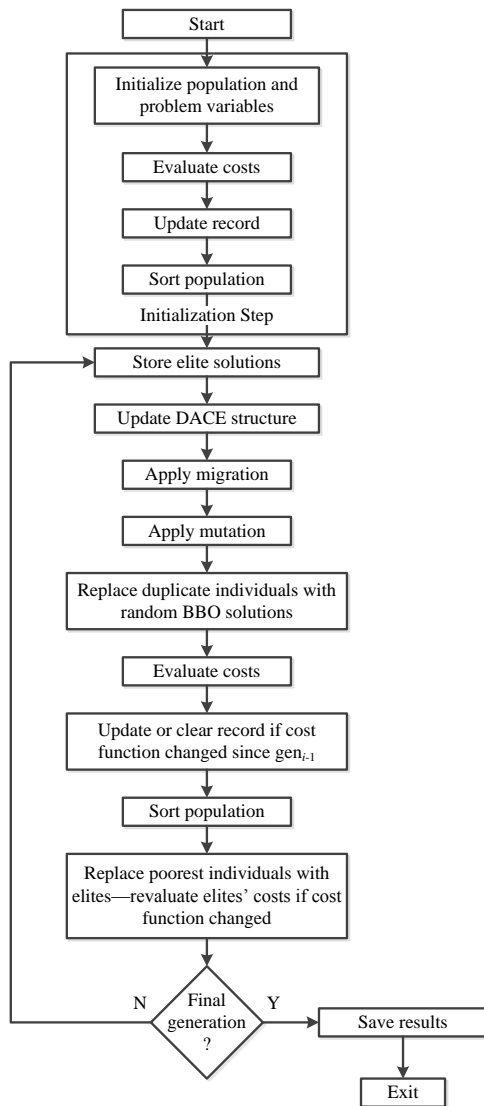 Start
Initialize population and
problem variables
Evaluate costs
Update record
Sort population
Initialization Step
Store elite solutions
Update DACE structure
Apply migration
Apply mutation
Replace duplicate individuals with
random BBO solutions
Evaluate costs
Update or clear record if cost
function changed since gen i-1
Sort population
Replace poorest individuals with
elites—revaluate elites’ costs if cost
function changed
N
Final
generation
?
Y
Save results
Exit